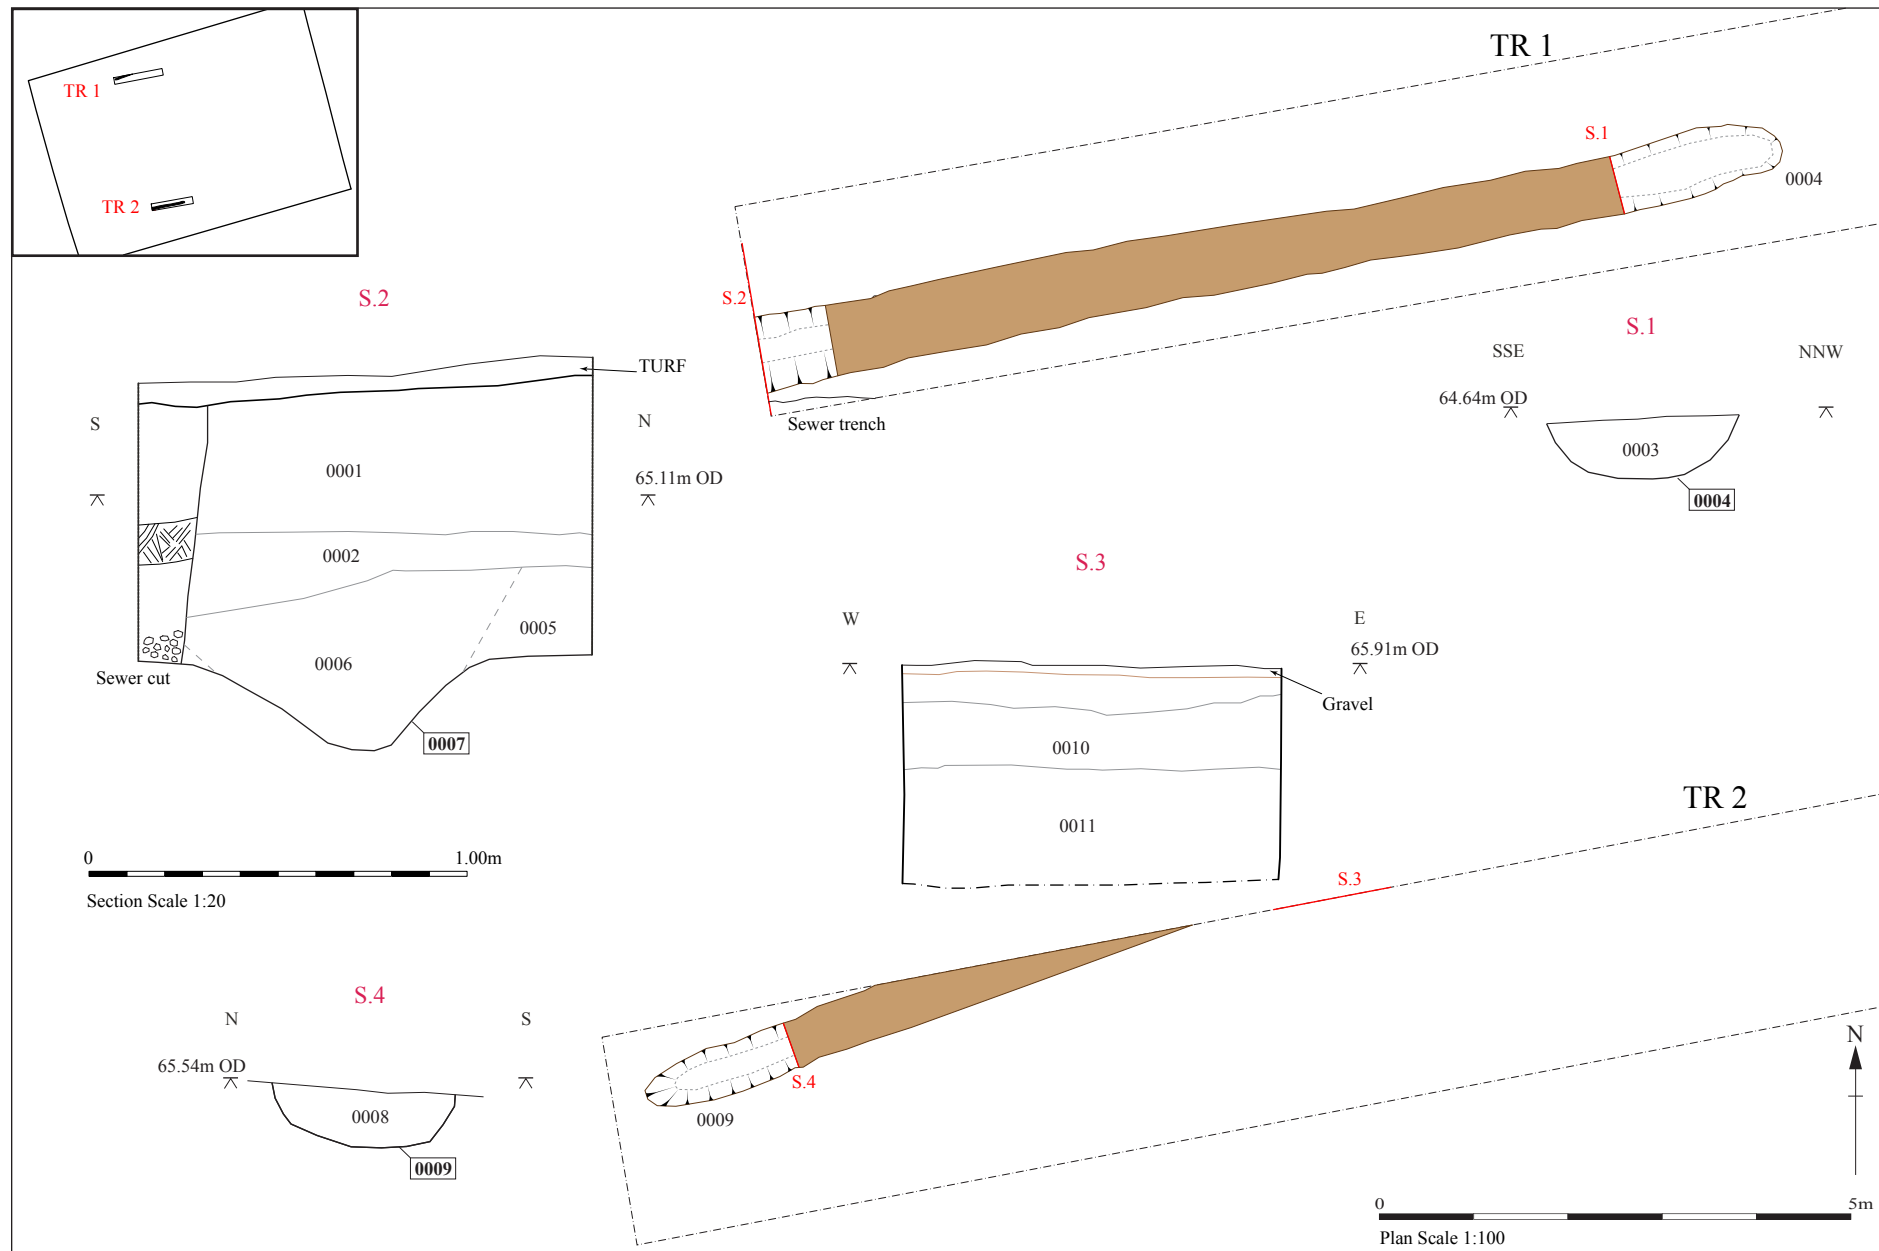 TR 1
TR 2
TR 1
S.1
0004
S.2
Sewer trench
S.2
TURF
S
N
0001
65.11m OD
0002
0005
0006
Sewer cut
0007
S.1
SSE
NNW
64.64m OD
0003
0004
S.3
W
E
65.91m OD
Gravel
0010
0011
0
1.00m
Section Scale 1:20
TR 2
S.3
S.4
0009
S.4
N
S
65.54m OD
0008
0009
N
0
5m
Plan Scale 1:100